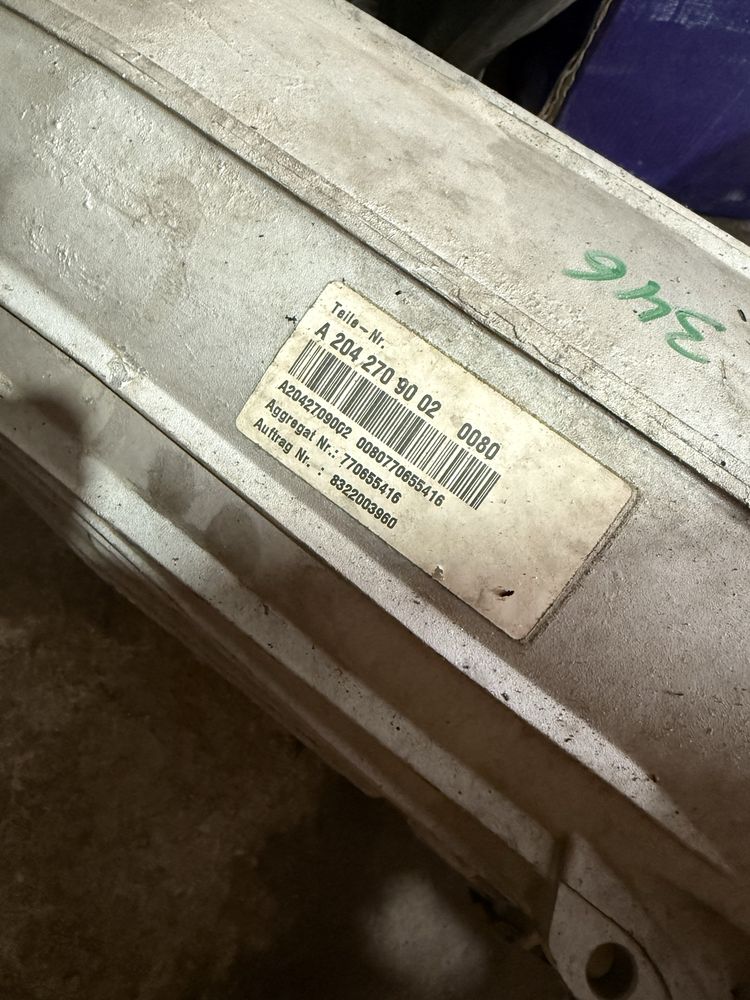 346
Teile-Nr.
A 204 270 90 02 0080
A2042709002 0080770655416
Aggregat Nr.: 770655416
Auftrag Nr. : 8322003960